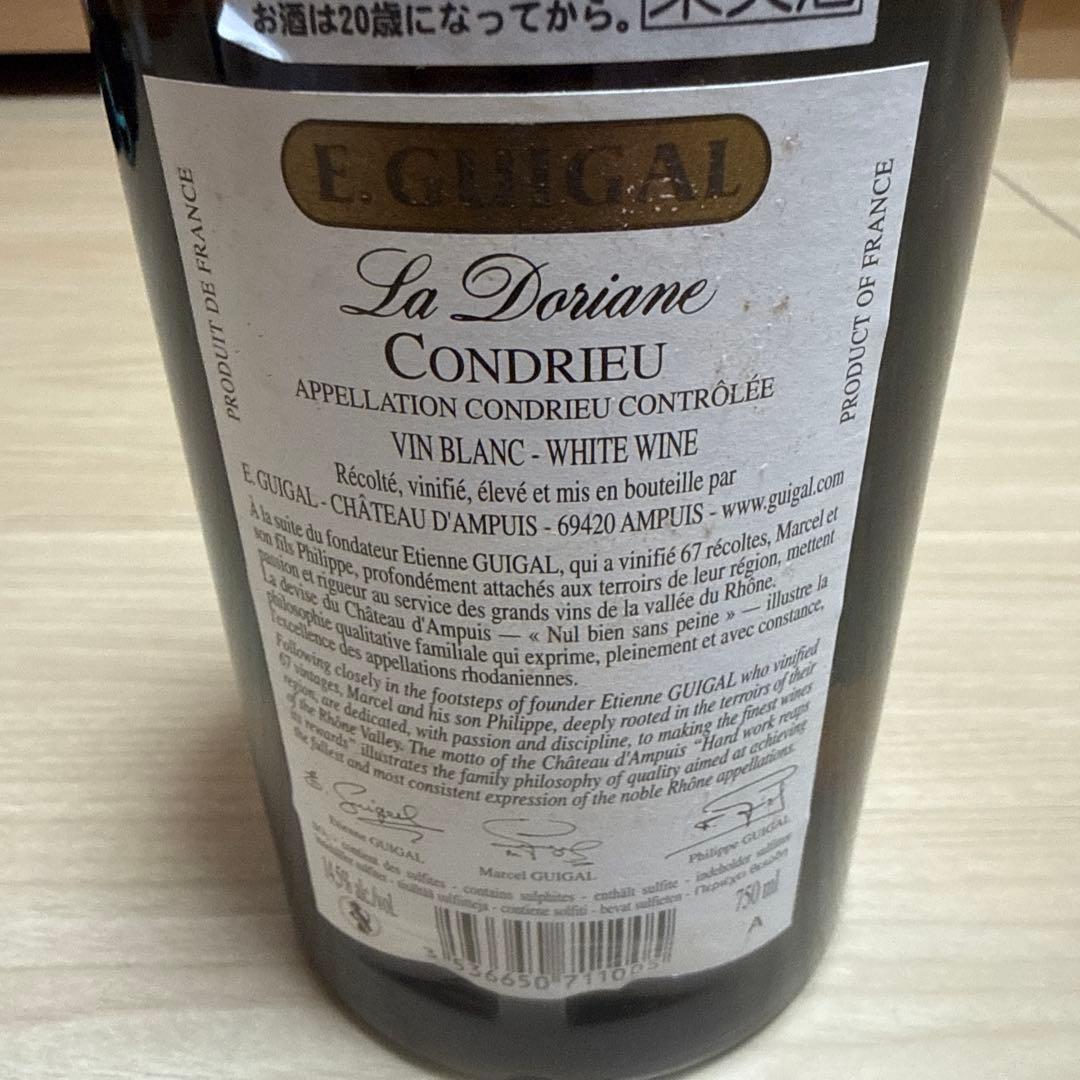 お酒は20歳になってから。
E.GUIGAL
La Doriane
CONDRIEU
APPELLATION CONDRIEU CONTRÔLÉE
VIN BLANC - WHITE WINE
Récolté, vinifié, élevé et mis en bouteille par
E. GUIGAL - CHÂTEAU D'AMPUIS - 69420 AMPUIS - www.guigal.com
À la suite du fondateur Etienne GUIGAL, qui a vinifié 67 récoltes, Marcel et
son fils Philippe, profondément attachés aux terroirs de leur région, mettent
passion et rigueur au service des grands vins de la vallée du Rhône.
La devise du Château d'Ampuis — « Nul bien sans peine » — illustre la
philosophie qualitative familiale qui exprime, pleinement et avec constance,
l'excellence des appellations rhodaniennes.
Following closely in the footsteps of founder Etienne GUIGAL who vinified
67 vintages, Marcel and his son Philippe, deeply rooted in the terroirs of their
region, are dedicated, with passion and discipline, to making the finest wines
of the Rhône Valley. The motto of the Château d'Ampuis "Hard work reaps
its rewards" illustrates the family philosophy of quality aimed at achieving
the fullest and most consistent expression of the noble Rhône appellations.
E. Guigal
Etienne GUIGAL
Marcel GUIGAL
Philippe GUIGAL
contient des sulfites - contains sulphites - enthält sulfite - indeholder sulfitter
sulfitteja - contiene solfiti - bevat sulfieten - Περιέχει θειώδη
14,5% alc./vol.
750 ml
A
PRODUIT DE FRANCE
PRODUCT OF FRANCE